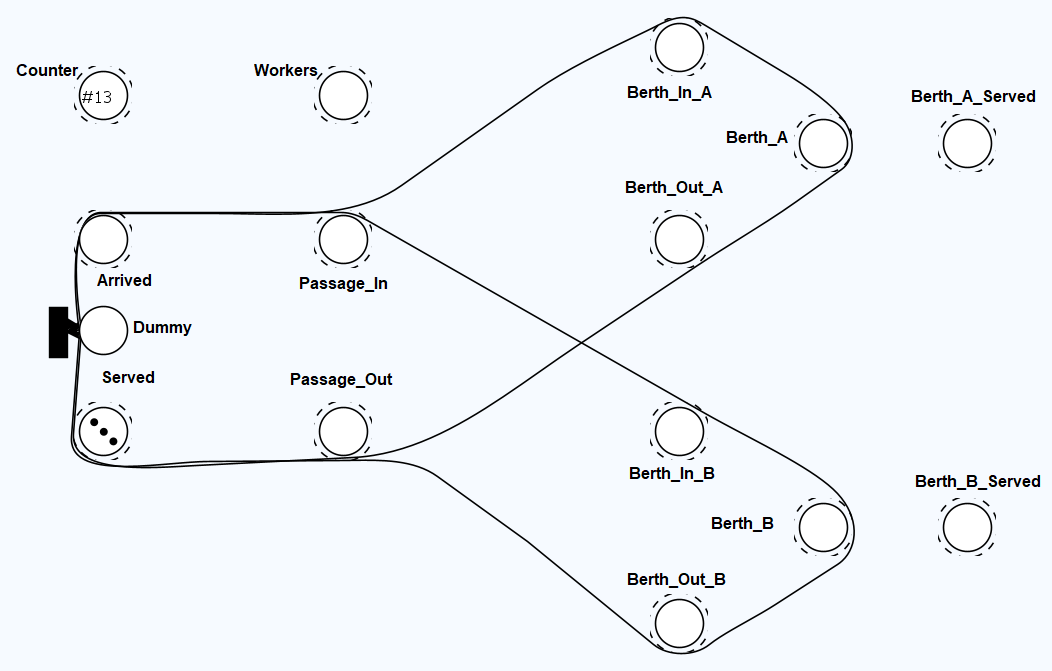 Counter
#13
Workers
Berth_In_A
Berth_A_Served
Berth_A
Berth_Out_A
Arrived
Passage_In
Dummy
Served
Passage_Out
Berth_In_B
Berth_B_Served
Berth_B
Berth_Out_B